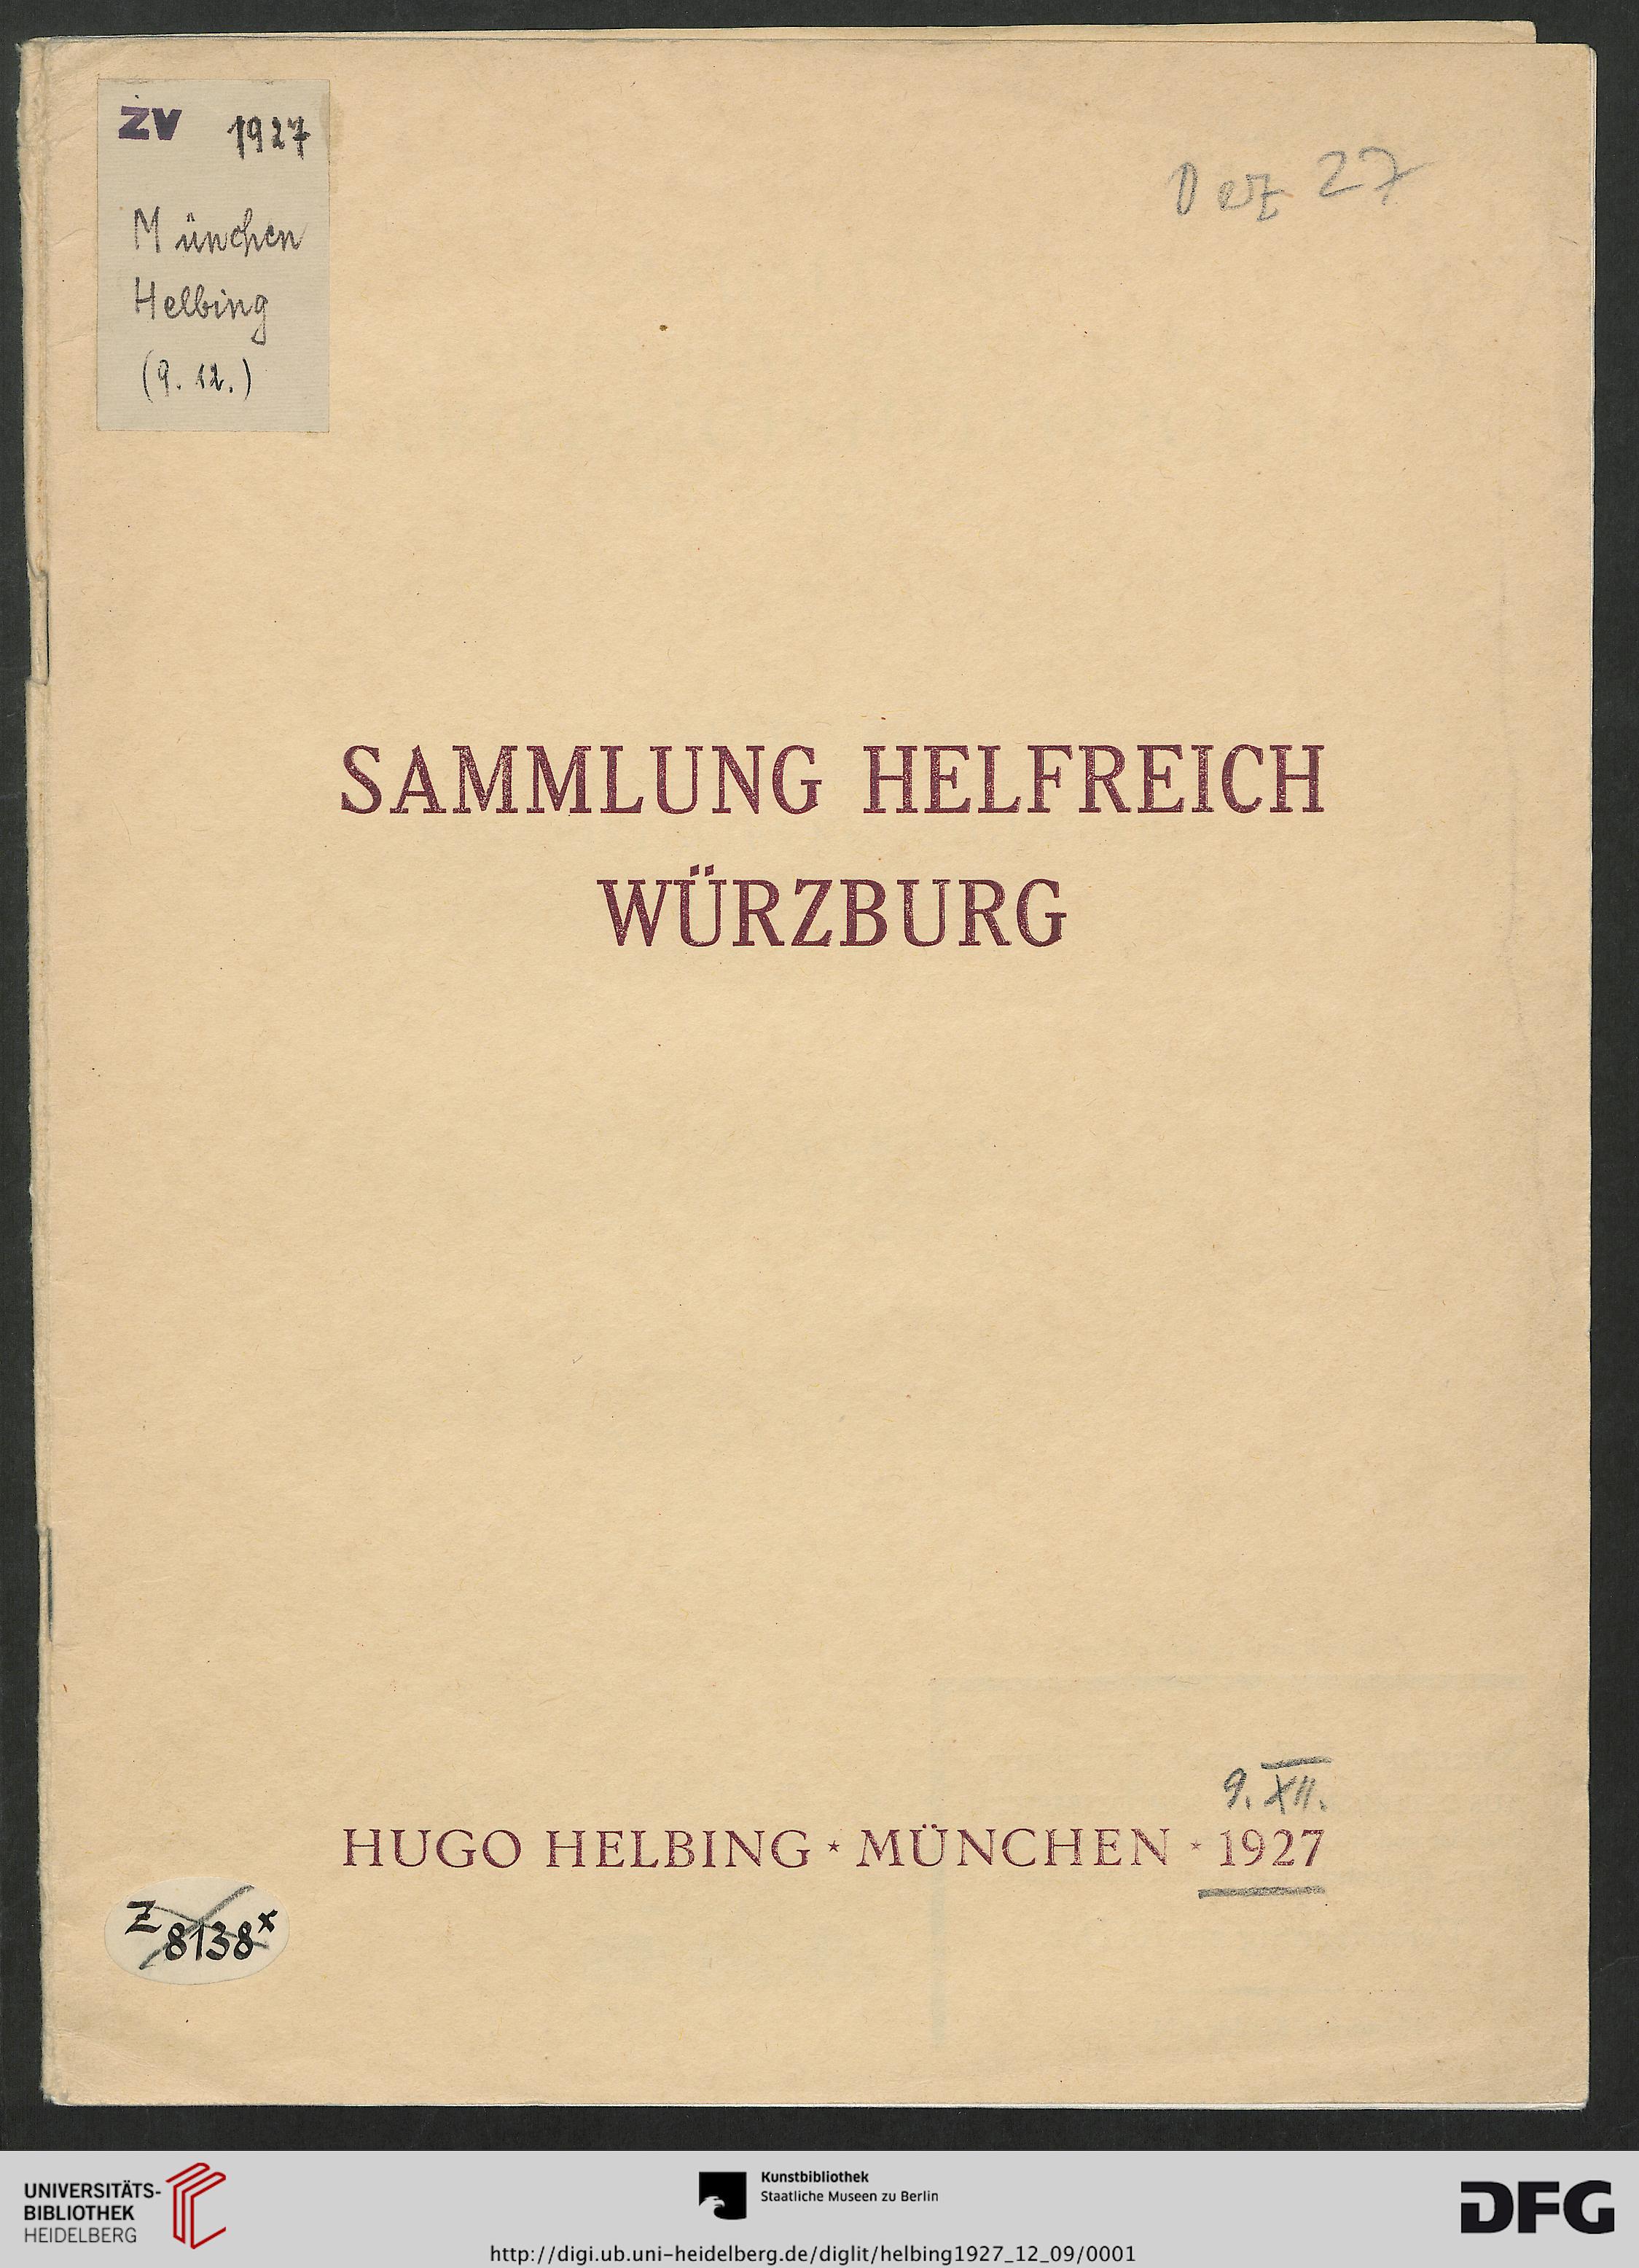 ZV 1927
München
Helbing
(9. 12.)
Dez 27
SAMMLUNG HELFREICH
WÜRZBURG
9. XII.
HUGO HELBING * MÜNCHEN * 1927
Z 8138x
UNIVERSITÄTS-
BIBLIOTHEK
HEIDELBERG
Kunstbibliothek
Staatliche Museen zu Berlin
DFG
http://digi.ub.uni-heidelberg.de/diglit/helbing1927_12_09/0001